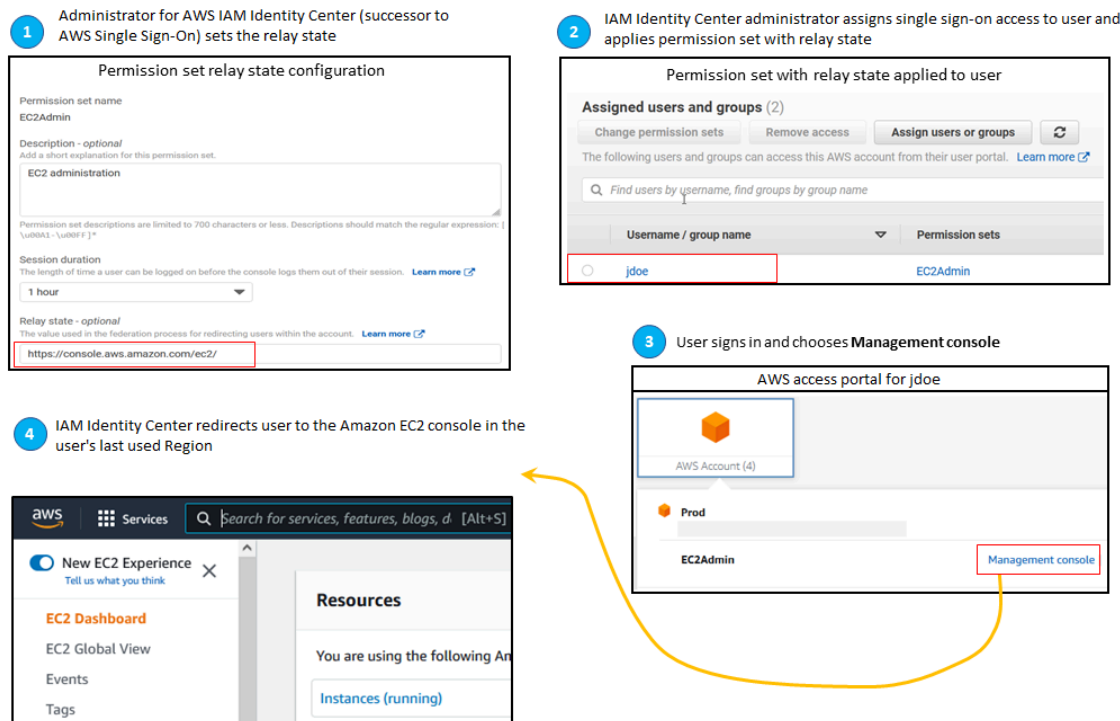 1
Administrator for AWS IAM Identity Center (successor to
AWS Single Sign-On) sets the relay state
Permission set relay state configuration
Permission set name
EC2Admin
Description - optional
Add a short explanation for this permission set.
EC2 administration
Permission set descriptions are limited to 700 characters or less. Descriptions should match the regular expression: [
\u00A1-\u00FF]*
Session duration
The length of time a user can be logged on before the console logs them out of their session. Learn more
1 hour
Relay state - optional
The value used in the federation process for redirecting users within the account. Learn more
https://console.aws.amazon.com/ec2/
2
IAM Identity Center administrator assigns single sign-on access to user and
applies permission set with relay state
Permission set with relay state applied to user
Assigned users and groups (2)
Change permission sets Remove access Assign users or groups
The following users and groups can access this AWS account from their user portal. Learn more
Find users by username, find groups by group name
Username / group name Permission sets
jdoe EC2Admin
3
User signs in and chooses Management console
AWS access portal for jdoe
AWS Account (4)
Prod
EC2Admin Management console
4
IAM Identity Center redirects user to the Amazon EC2 console in the
user's last used Region
aws Services Search for services, features, blogs, d [Alt+S]
New EC2 Experience
Tell us what you think
EC2 Dashboard
EC2 Global View
Events
Tags
Resources
You are using the following Am
Instances (running)